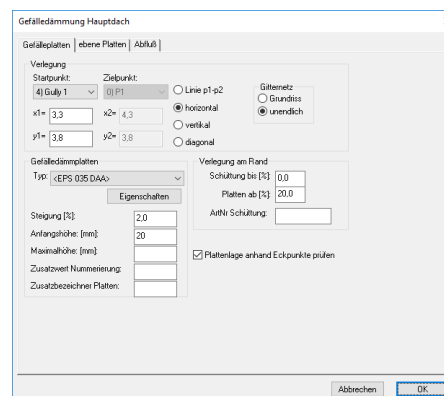 Gefälledämmung Hauptdach
Gefälleplatten ebene Platten Abfluß
Verlegung
Startpunkt: Zielpunkt:
4) Gully 1 0) P1
x1= 3,3 x2= 4,3
y1= 3,8 y2= 3,8
Linie p1-p2
horizontal
vertikal
diagonal
Gitternetz
Grundriss
unendlich
Gefälledämmplatten
Typ: <EPS 035 DAA>
Eigenschaften
Steigung [%]: 2,0
Anfangshöhe: [mm]: 20
Maximalhöhe: [mm]:
Zusatzwert Nummerierung:
Zusatzbezeichner Platten:
Verlegung am Rand
Schüttung bis [%]: 0,0
Platten ab [%]: 20,0
ArtNr Schüttung:
Plattenlage anhand Eckpunkte prüfen
Abbrechen OK